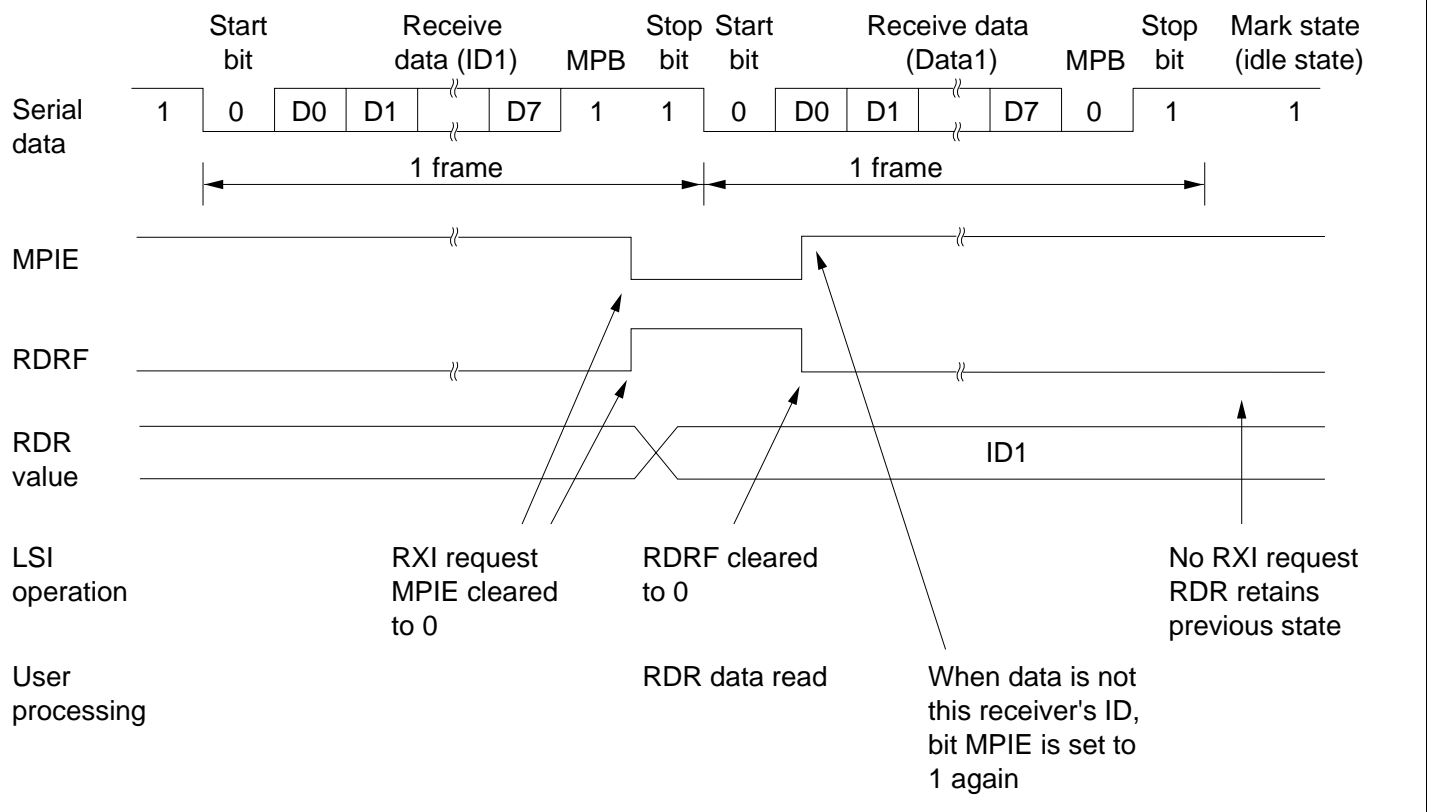 Start bit
Receive data (ID1)
MPB
Stop bit
Start bit
Receive data (Data1)
MPB
Stop bit
Mark state (idle state)
Serial data
1 0 D0 D1 D7 1 1 0 D0 D1 D7 0 1 1
1 frame
1 frame
MPIE
RDRF
RDR value
ID1
LSI operation
RXI request
MPIE cleared
to 0
RDRF cleared
to 0
No RXI request
RDR retains
previous state
User processing
RDR data read
When data is not
this receiver's ID,
bit MPIE is set to
1 again